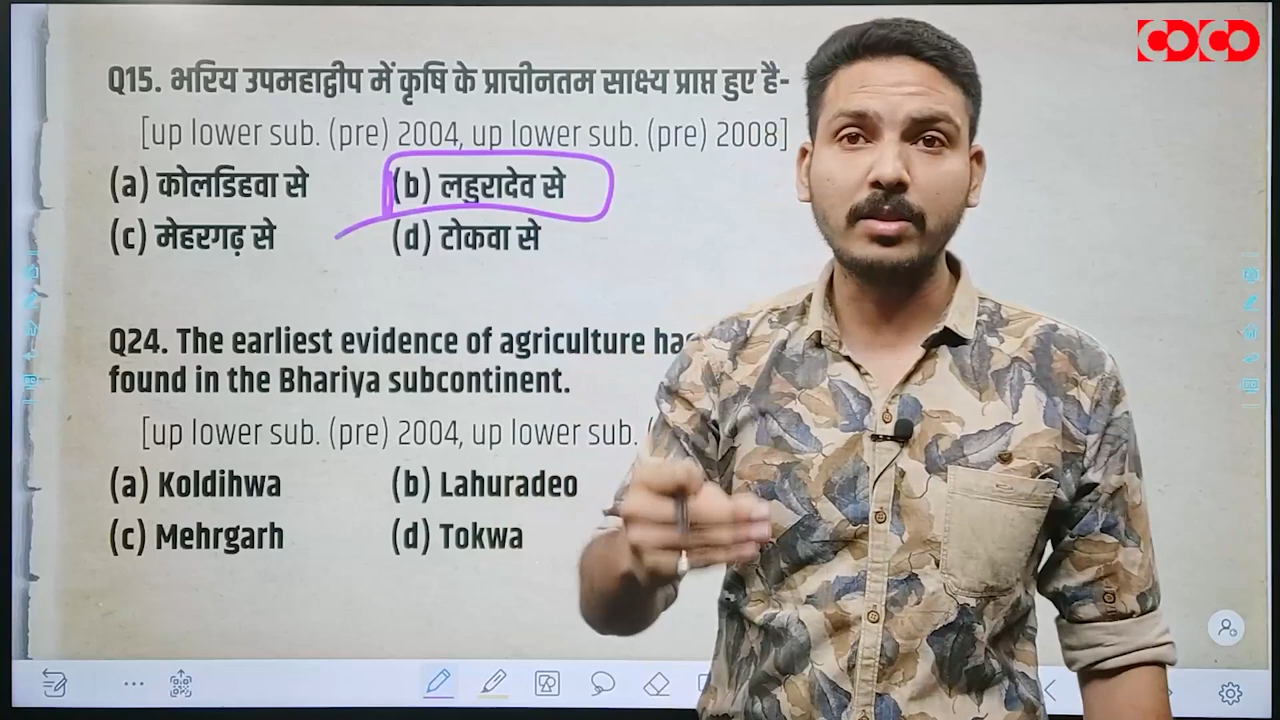 COCO
Q15. भरिय उपमहाद्वीप में कृषि के प्राचीनतम साक्ष्य प्राप्त हुए है-
[up lower sub. (pre) 2004, up lower sub. (pre) 2008]
(a) कोलडिहवा से (b) लहुरादेव से
(c) मेहरगढ़ से (d) टोकवा से
Q24. The earliest evidence of agriculture has
found in the Bhariya subcontinent.
[up lower sub. (pre) 2004, up lower sub. (
(a) Koldihwa (b) Lahuradeo
(c) Mehrgarh (d) Tokwa